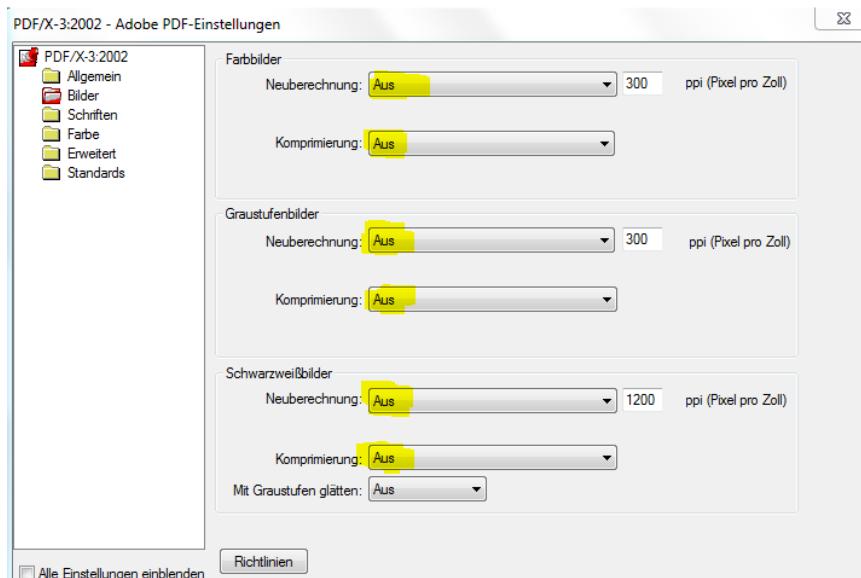 PDF/X-3:2002 - Adobe PDF-Einstellungen
PDF/X-3:2002
Allgemein
Bilder
Schriften
Farbe
Erweitert
Standards
Farbbilder
Neuberechnung: Aus 300 ppi (Pixel pro Zoll)
Komprimierung: Aus
Graustufenbilder
Neuberechnung: Aus 300 ppi (Pixel pro Zoll)
Komprimierung: Aus
Schwarzweißbilder
Neuberechnung: Aus 1200 ppi (Pixel pro Zoll)
Komprimierung: Aus
Mit Graustufen glätten: Aus
Richtlinien
Alle Einstellungen einblenden